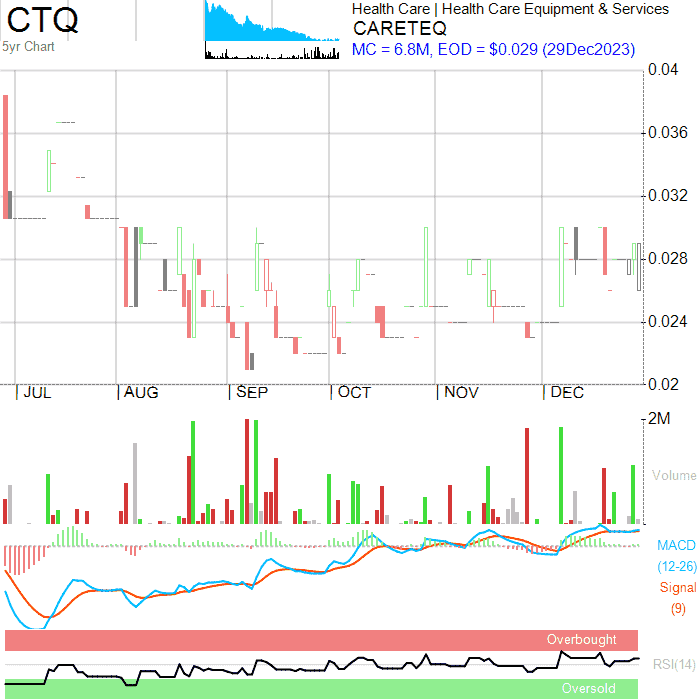 CTQ
5yr Chart
Health Care | Health Care Equipment & Services
CARETEQ
MC = 6.8M, EOD = $0.029 (29Dec2023)
0.04
0.036
0.032
0.028
0.024
0.02
| JUL | AUG | SEP | OCT | NOV | DEC
2M
Volume
MACD
(12-26)
Signal
(9)
Overbought
RSI(14)
Oversold